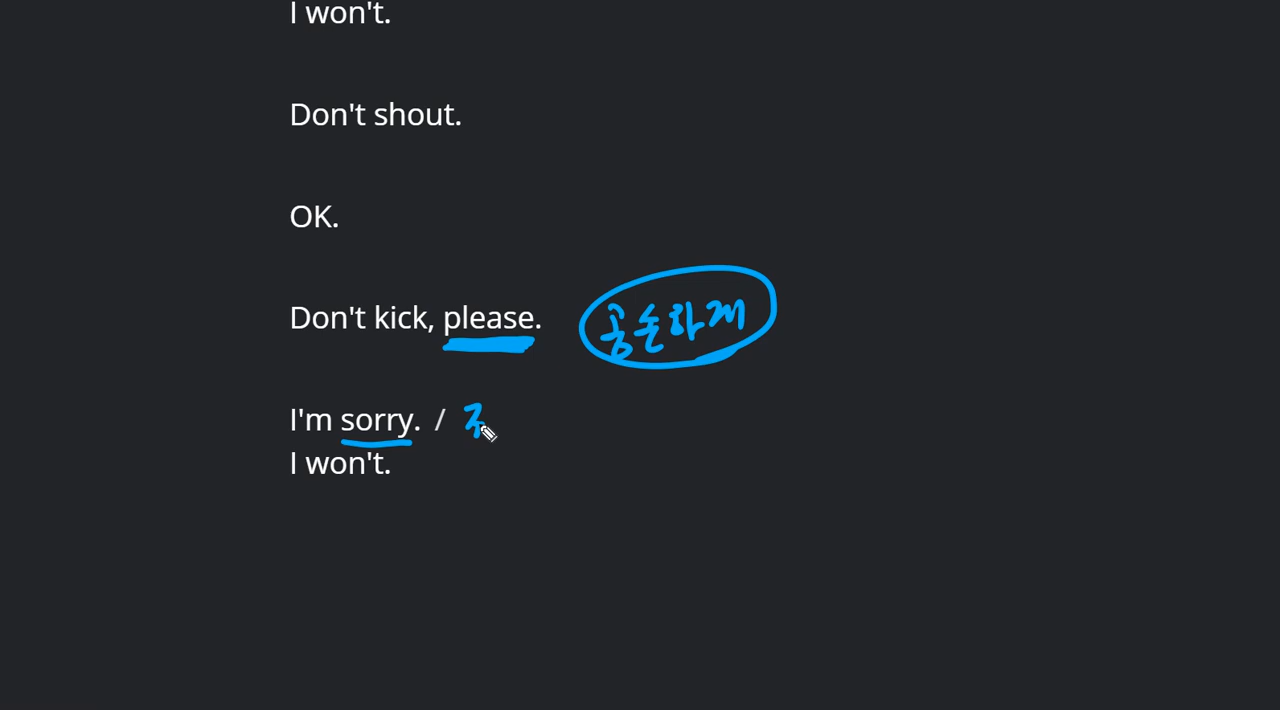 I won't.
Don't shout.
OK.
Don't kick, please. 공손하게
I'm sorry. /
I won't.